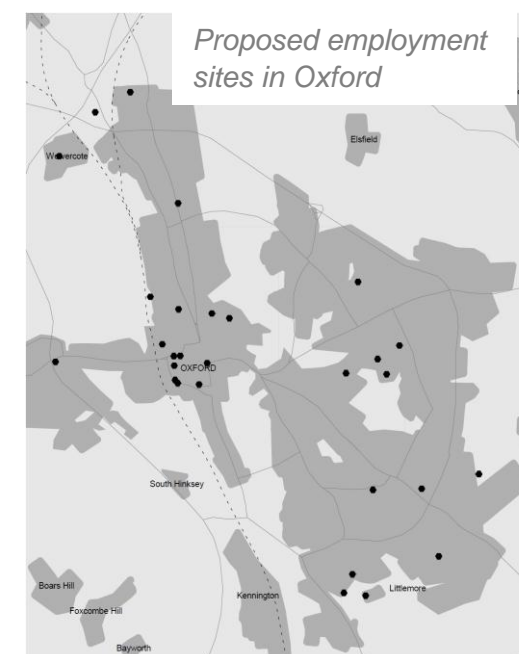 Proposed employment
sites in Oxford
Elsfield
Wolvercote
OXFORD
South Hinksey
Boars Hill
Foxcombe Hill
Kennington
Littlemore
Bayworth